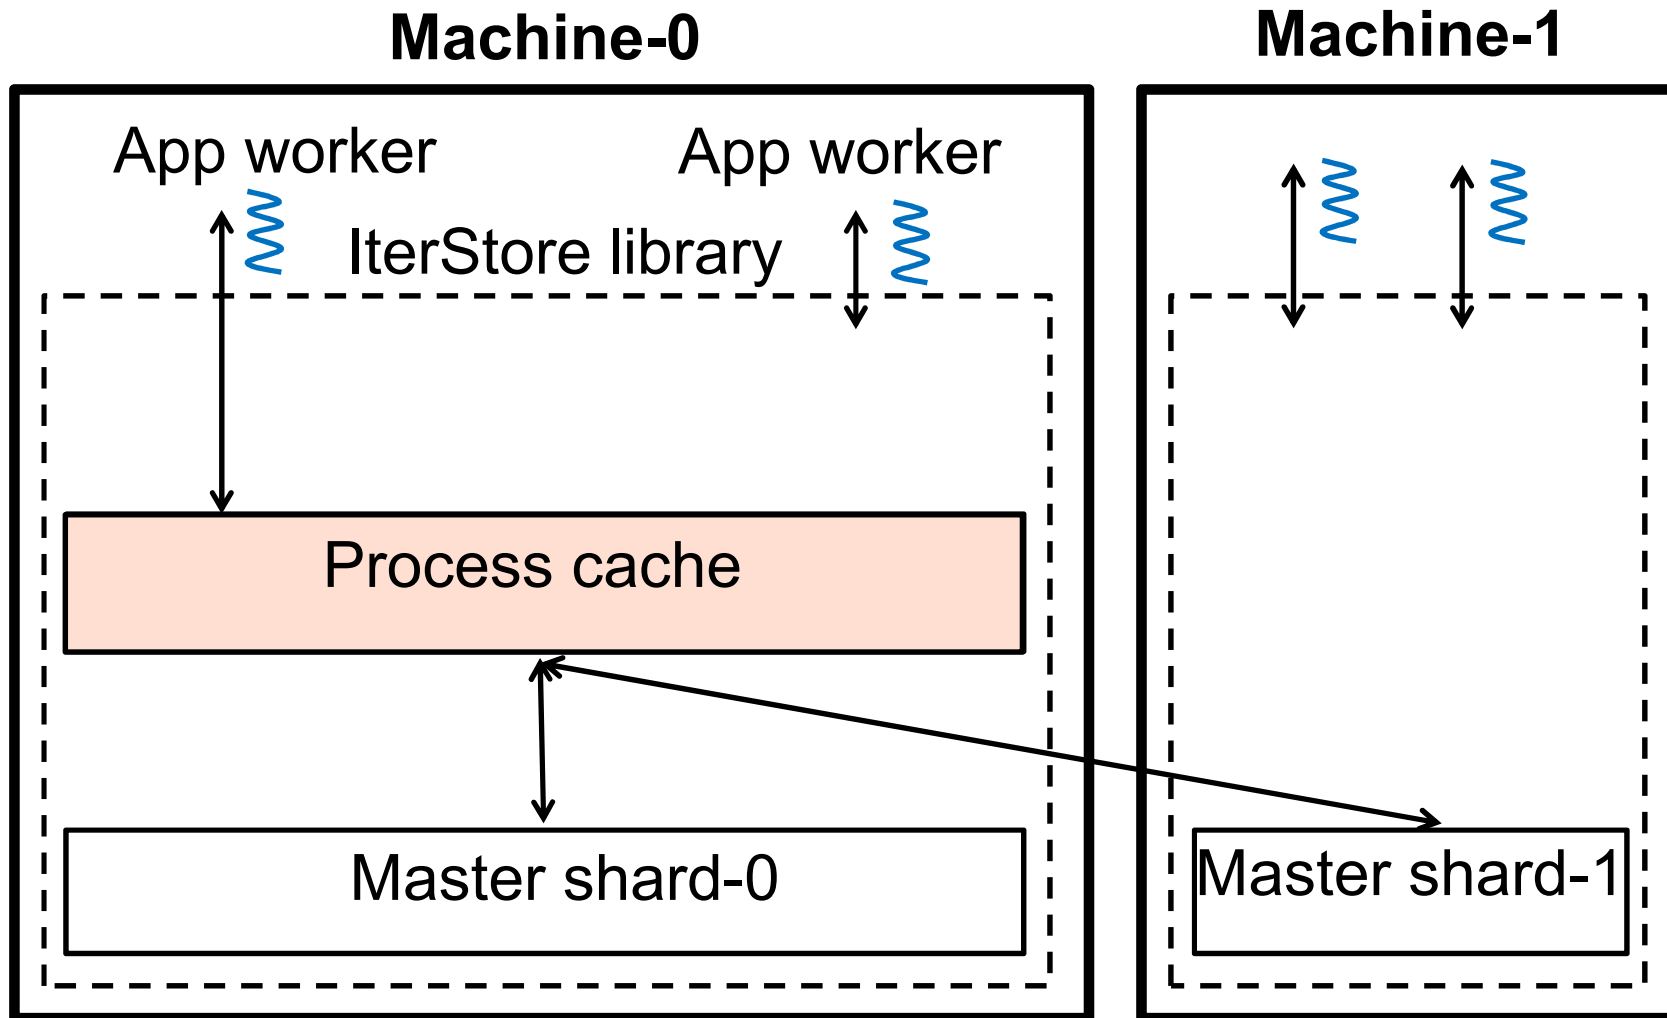 Machine-0
Machine-1
App worker
App worker
IterStore library
Process cache
Master shard-0
Master shard-1